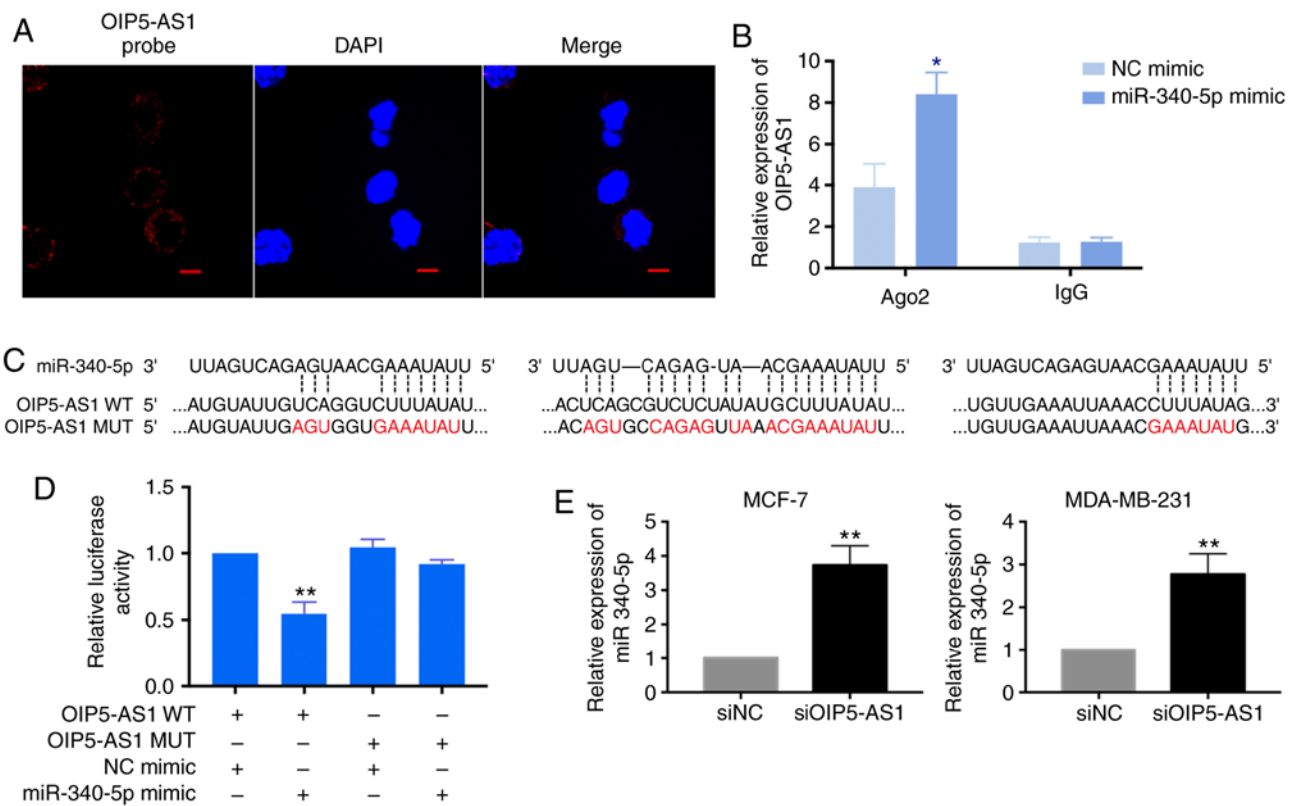 A
OIP5-AS1
probe
DAPI
Merge
B
Relative expression of
OIP5-AS1
10
8
6
4
2
0
*
NC mimic
miR-340-5p mimic
Ago2
IgG
C
miR-340-5p 3' UUAGUCAGAGUAACGAAAUAUU 5' 3' UUAGU—CAGAG-UA—ACGAAAUAUU 5' 3' UUAGUCAGAGUAACGAAAUAUU 5'
OIP5-AS1 WT 5' ...AUGUAUUGUCAGGUCUUUAUAU... ...ACUCAGCGUCUCUAUAUGCUUUAUAU... ...UGUUGAAAUUAAACCUUUAUAG...3'
OIP5-AS1 MUT 5' ...AUGUAUUGAGUGGUGAAAUAUU... ...ACAGUGCCAGAGUUAAACGAAAUAUU... ...UGUUGAAAUUAAACGAAAUAUG...3'
D
Relative luciferase
activity
1.5
1.0
0.5
0.0
**
OIP5-AS1 WT + + – –
OIP5-AS1 MUT – – + +
NC mimic + – + –
miR-340-5p mimic – + – +
E
MCF-7
Relative expression of
miR 340-5p
5
4
3
2
1
0
**
siNC siOIP5-AS1
MDA-MB-231
Relative expression of
miR 340-5p
4
3
2
1
0
**
siNC siOIP5-AS1